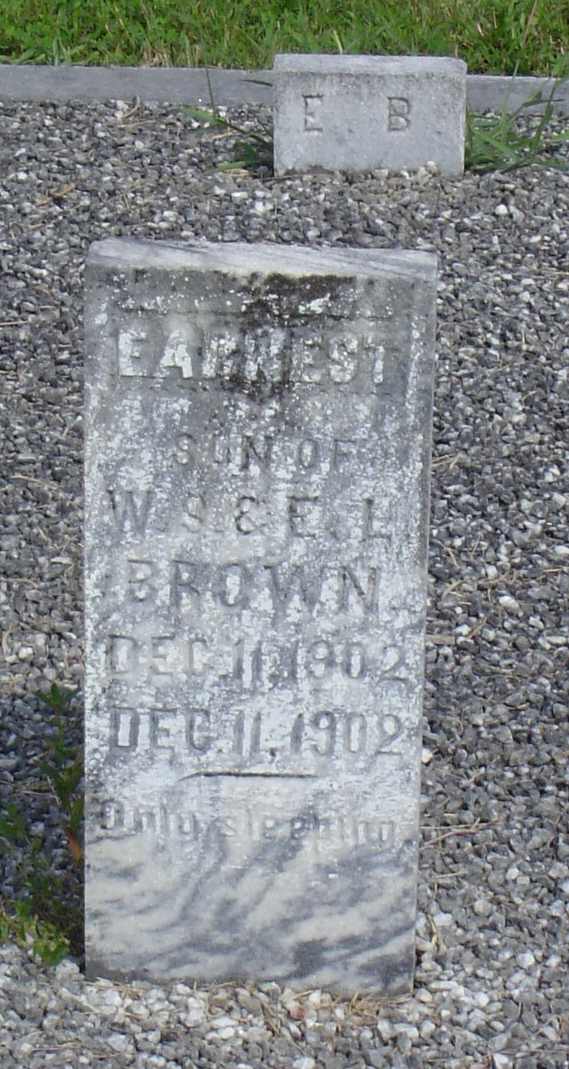 E B
EARNEST
SON OF
W. S. & E. L.
BROWN.
DEC. 11, 1902
DEC. 11, 1902
Only sleeping